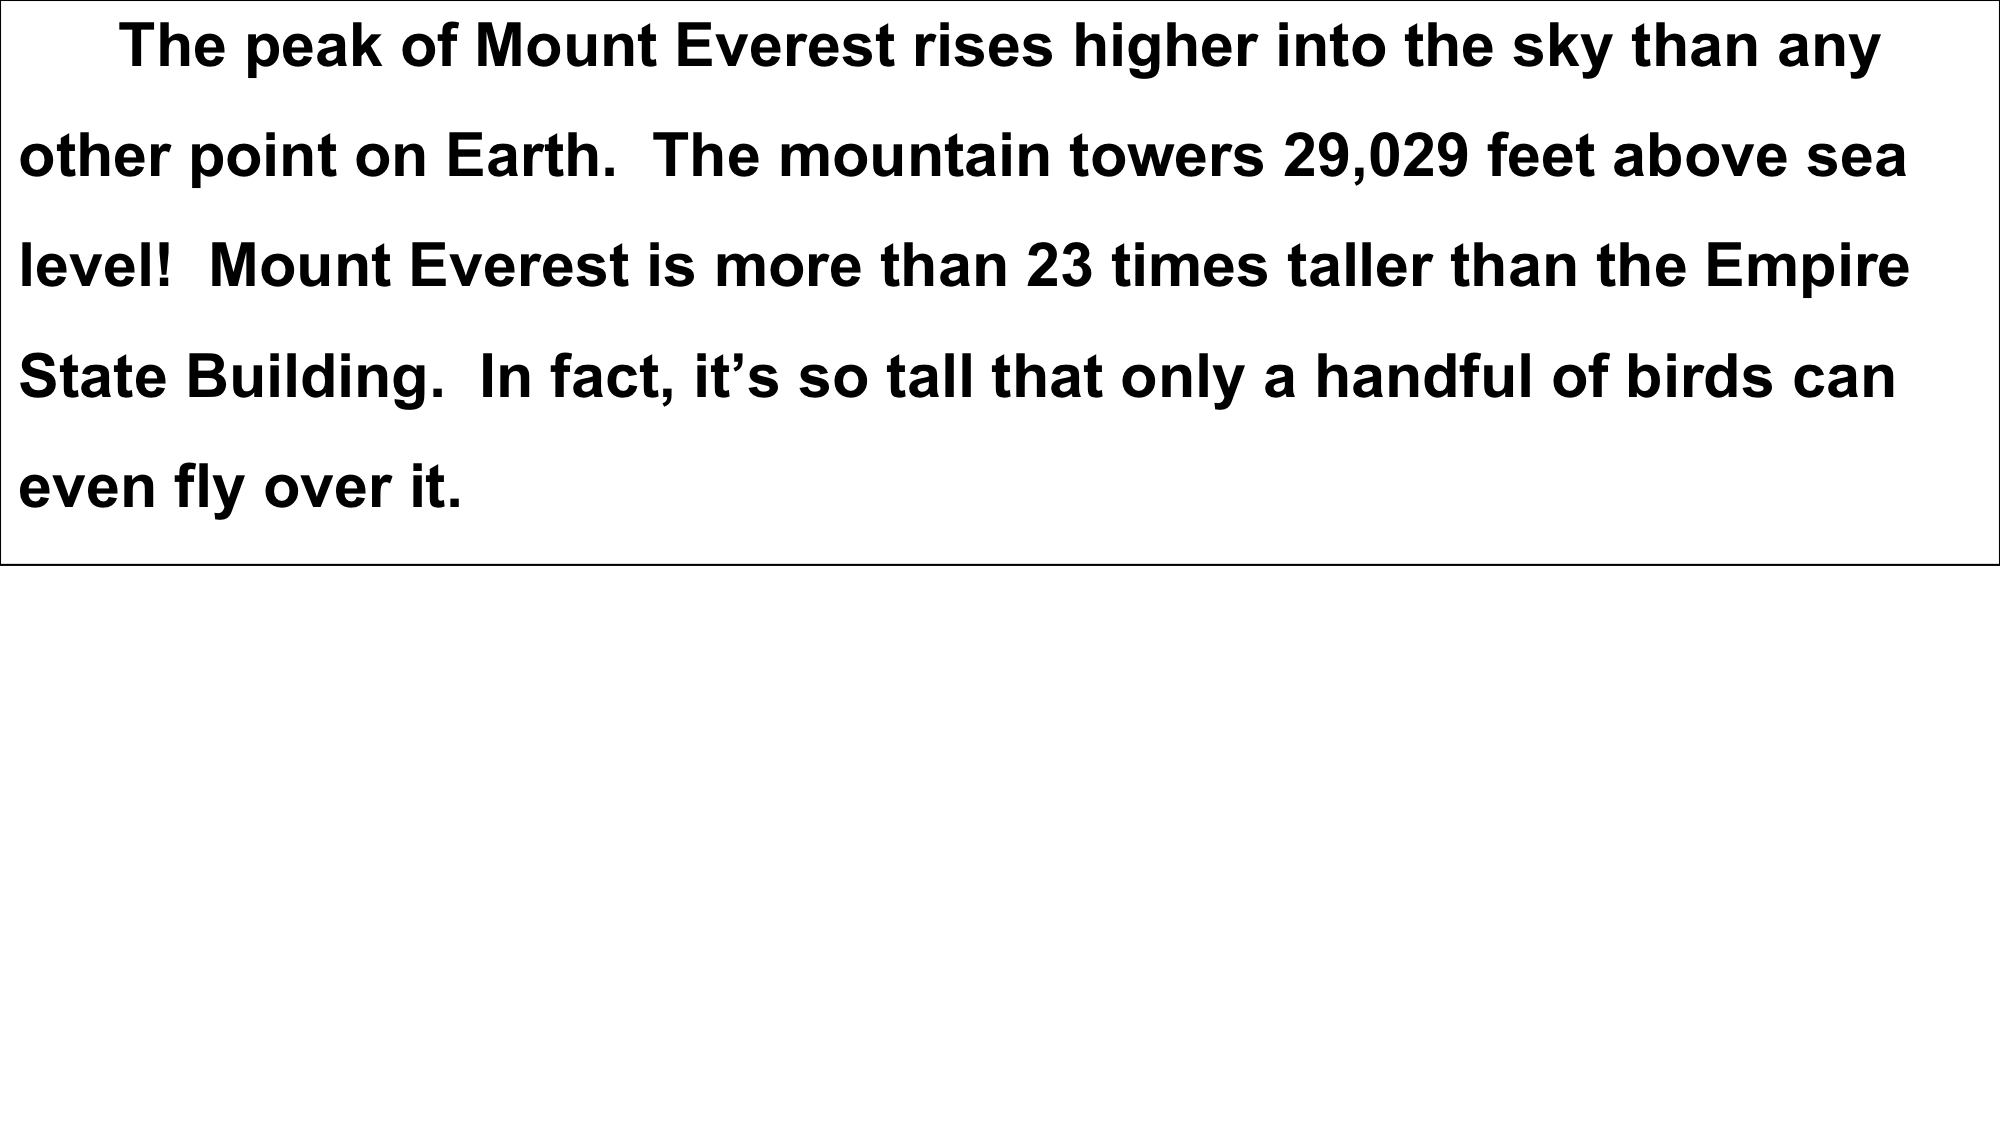 The peak of Mount Everest rises higher into the sky than any
other point on Earth.  The mountain towers 29,029 feet above sea
level!  Mount Everest is more than 23 times taller than the Empire
State Building.  In fact, it’s so tall that only a handful of birds can
even fly over it.